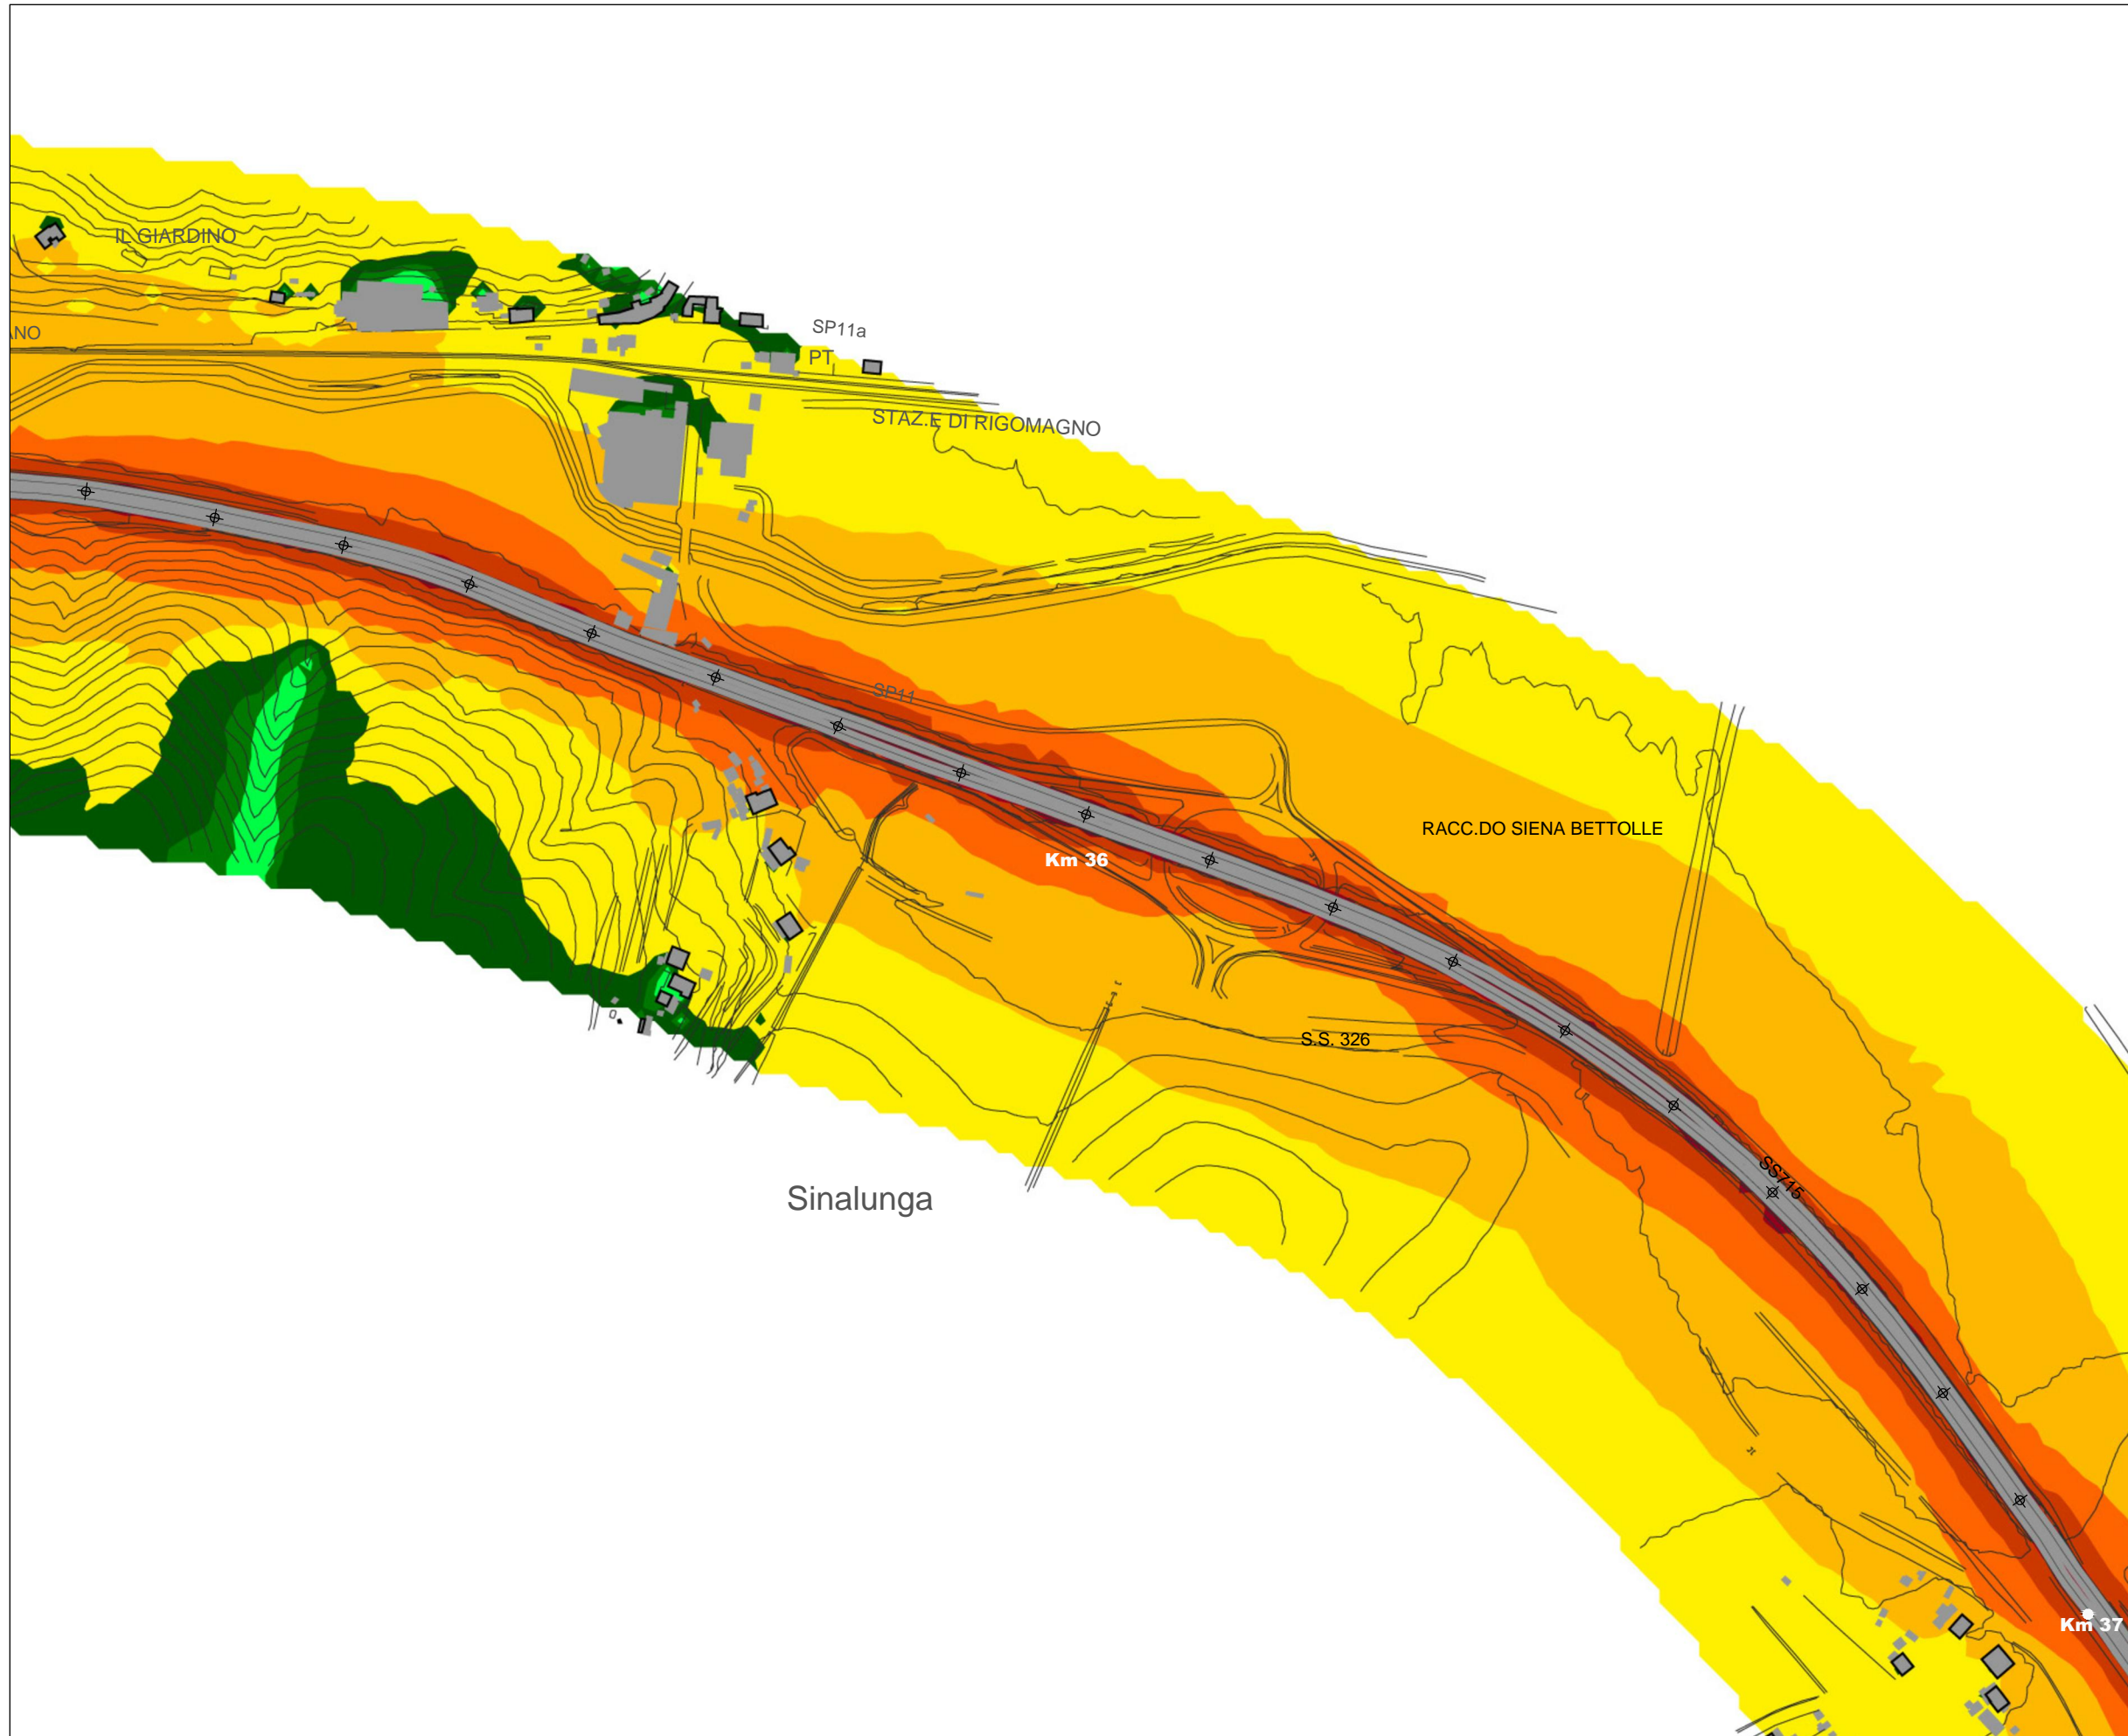 IL GIARDINO
ANO
SP11a
PT
STAZ.E DI RIGOMAGNO
SP11
RACC.DO SIENA BETTOLLE
Km 36
S.S. 326
SS715
Sinalunga
Km 37